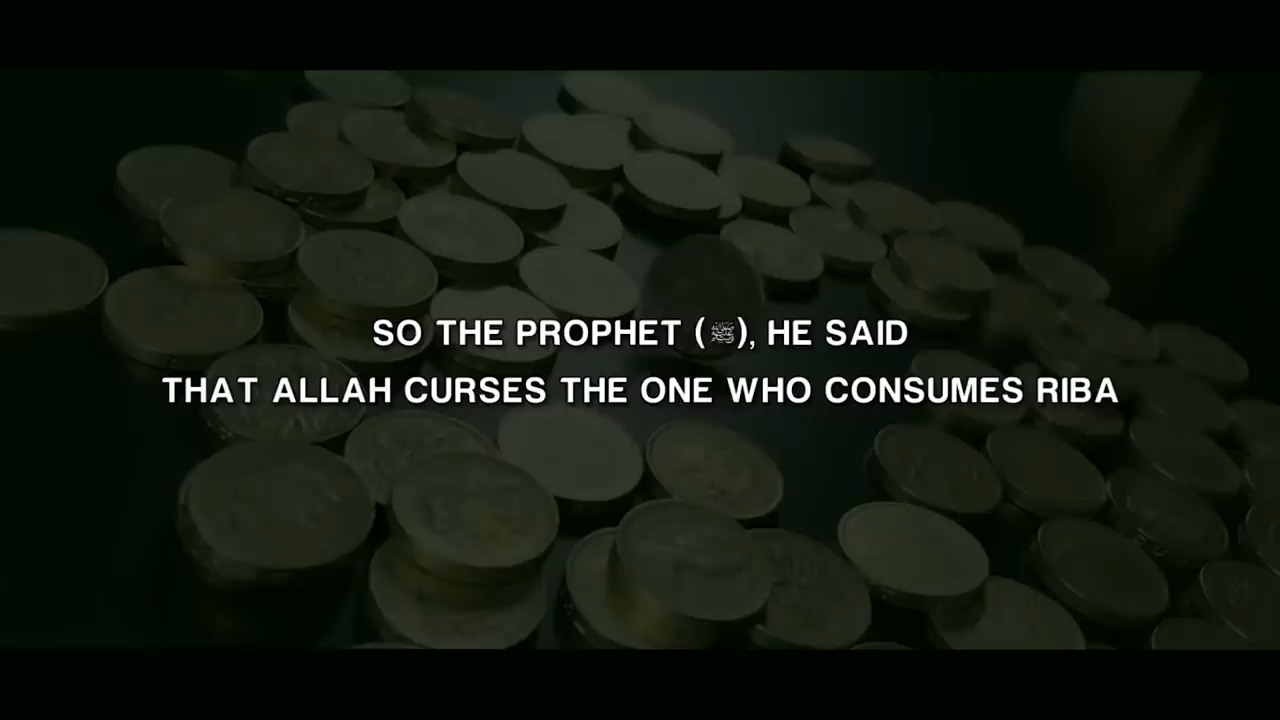 SO THE PROPHET (ﷺ), HE SAID
THAT ALLAH CURSES THE ONE WHO CONSUMES RIBA